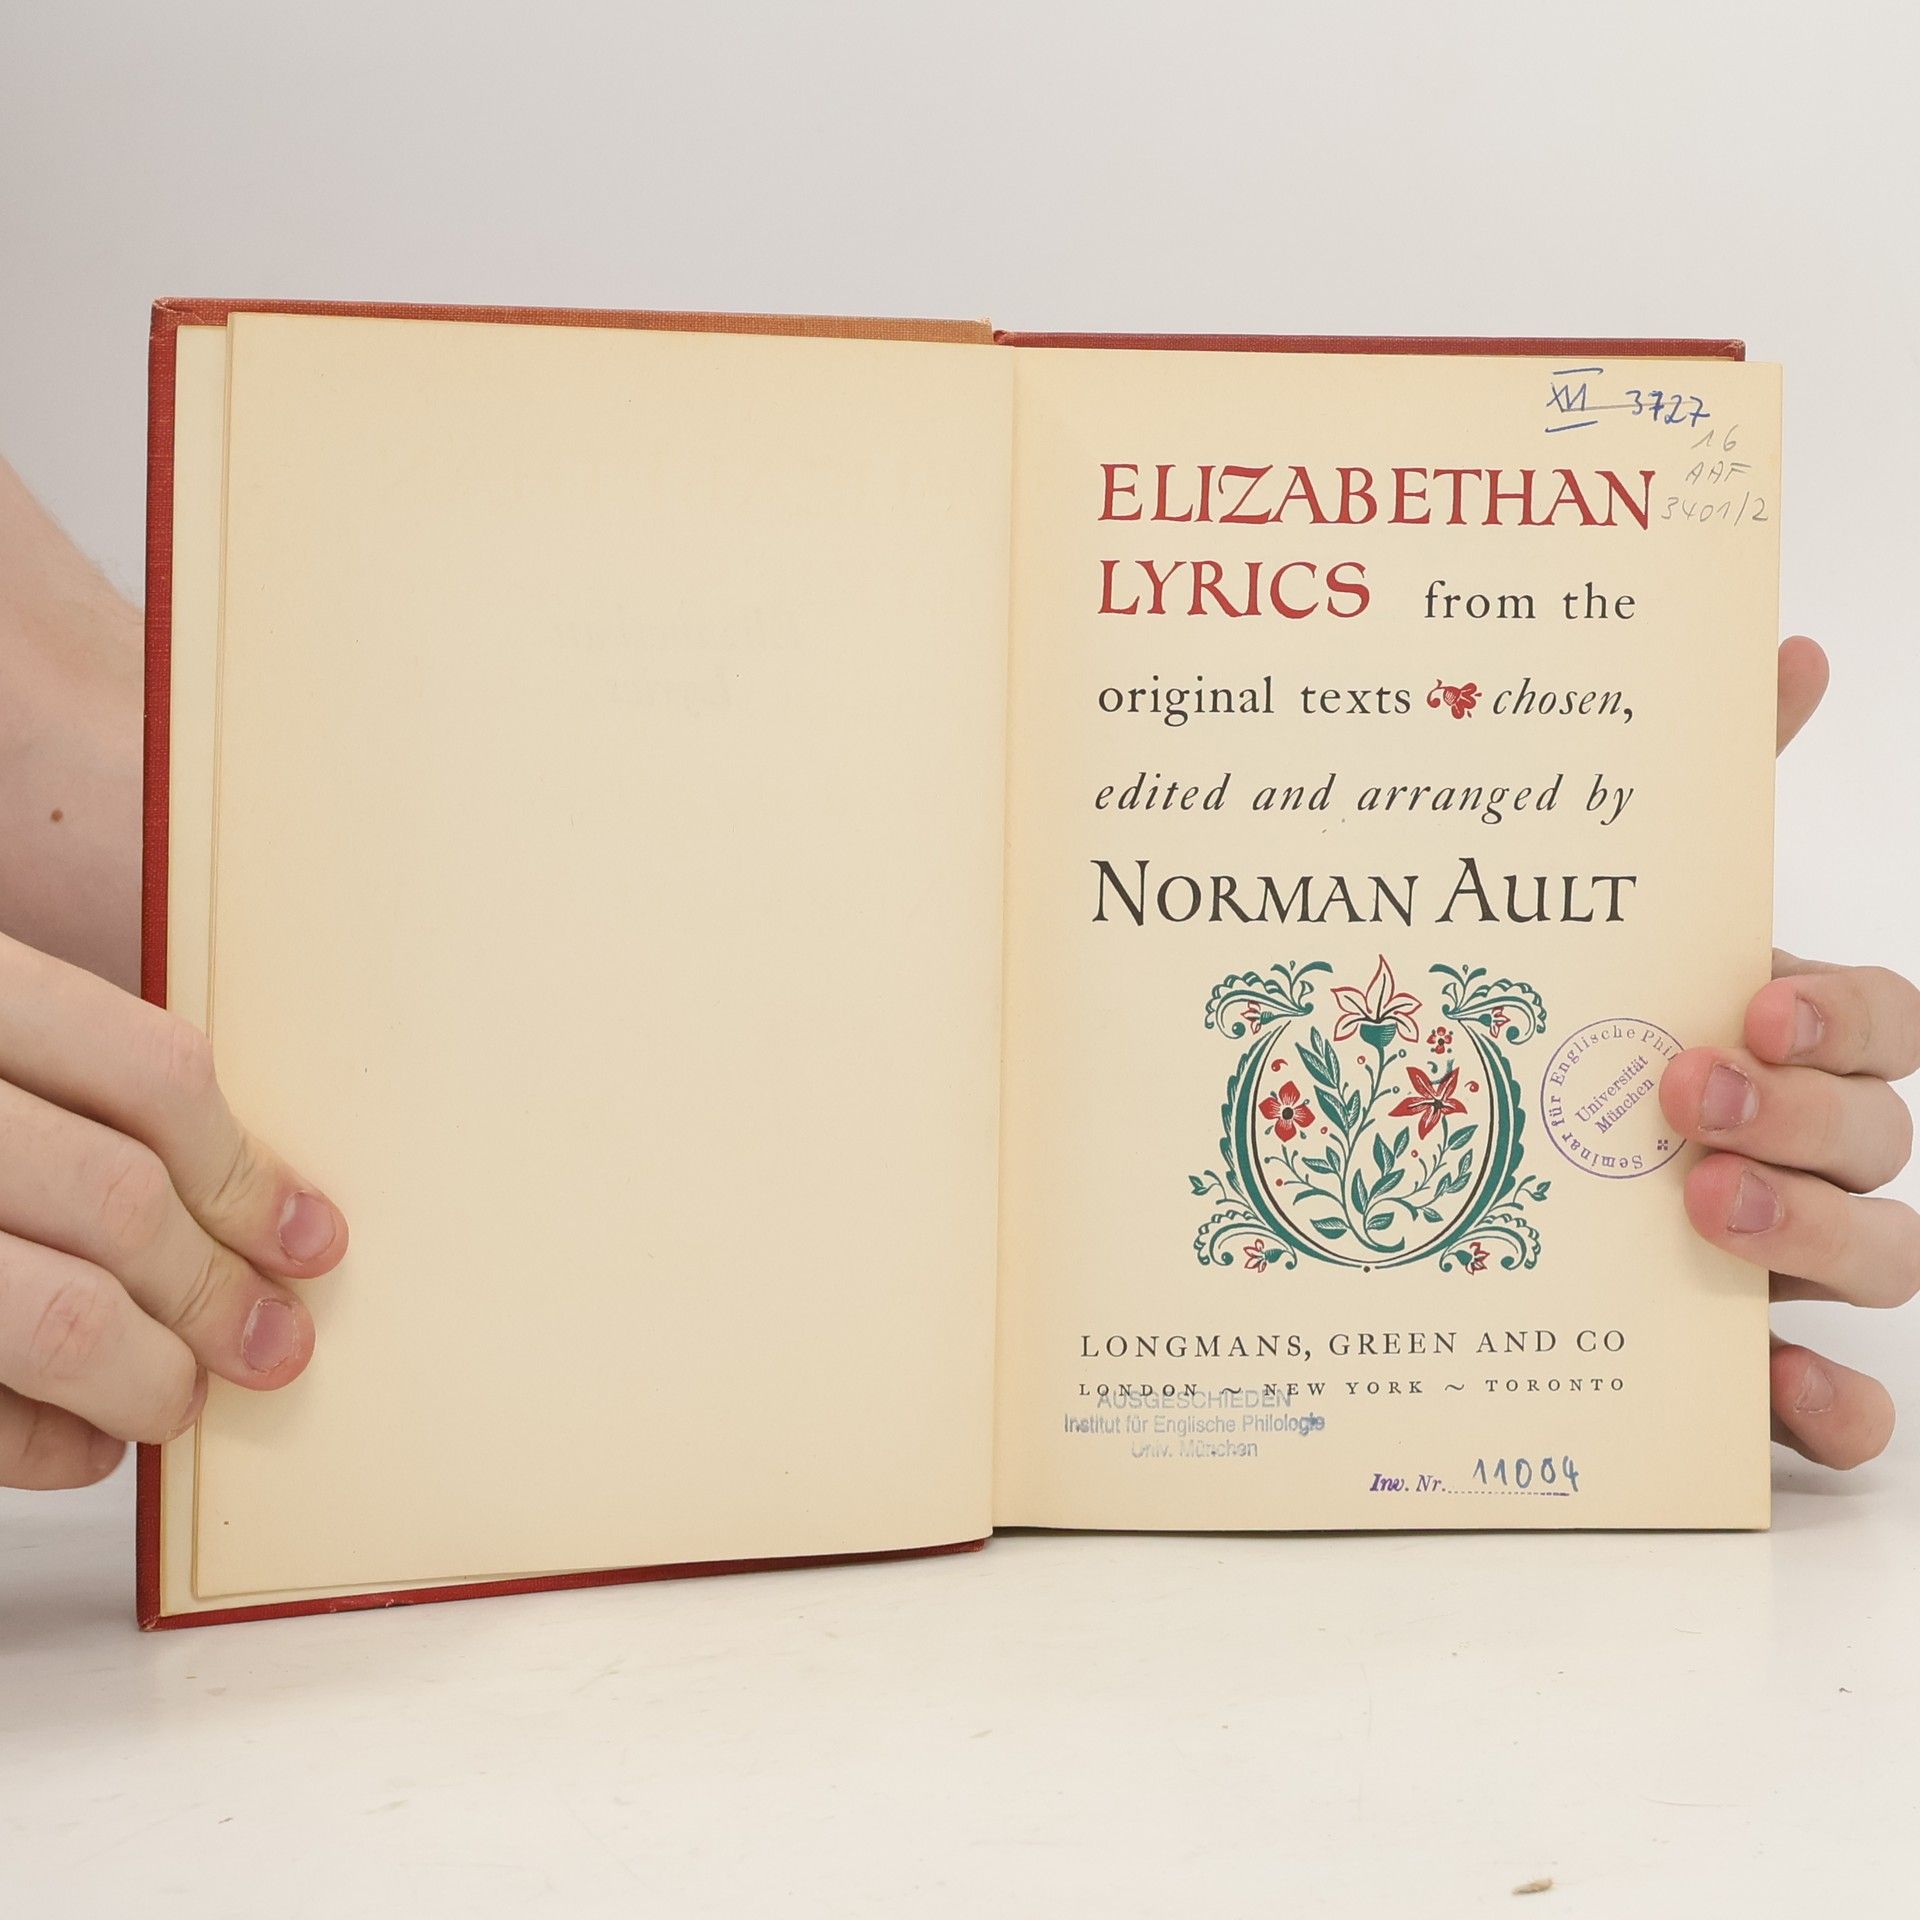 XVI 3727
16
AAF
3401/2
ELIZABETHAN
LYRICS from the
original texts chosen,
edited and arranged by
NORMAN AULT
Seminar für Englische
Universität
München
LONGMANS, GREEN AND CO
LONDON ~ NEW YORK ~ TORONTO
AUSGESCHIEDEN
Institut für Englische Philologie
Univ. München
Inv. Nr. 11004